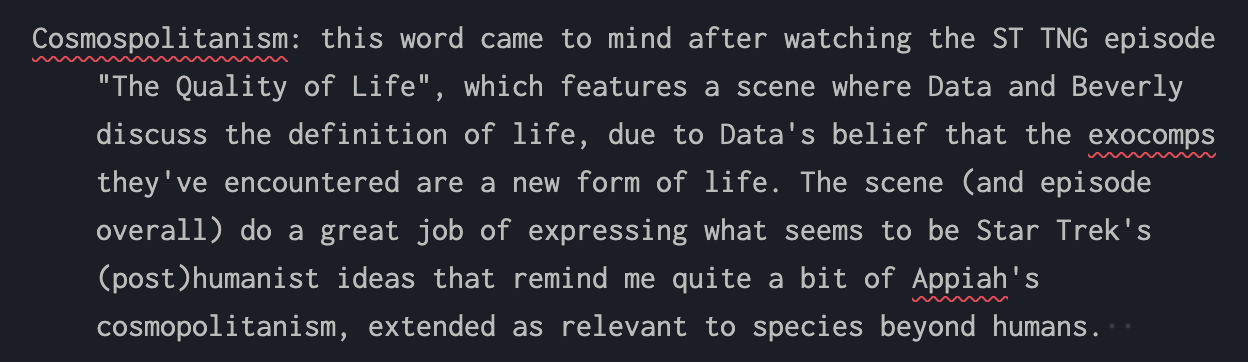 Cosmospolitanism: this word came to mind after watching the ST TNG episode
"The Quality of Life", which features a scene where Data and Beverly
discuss the definition of life, due to Data's belief that the exocomps
they've encountered are a new form of life. The scene (and episode
overall) do a great job of expressing what seems to be Star Trek's
(post)humanist ideas that remind me quite a bit of Appiah's
cosmopolitanism, extended as relevant to species beyond humans.